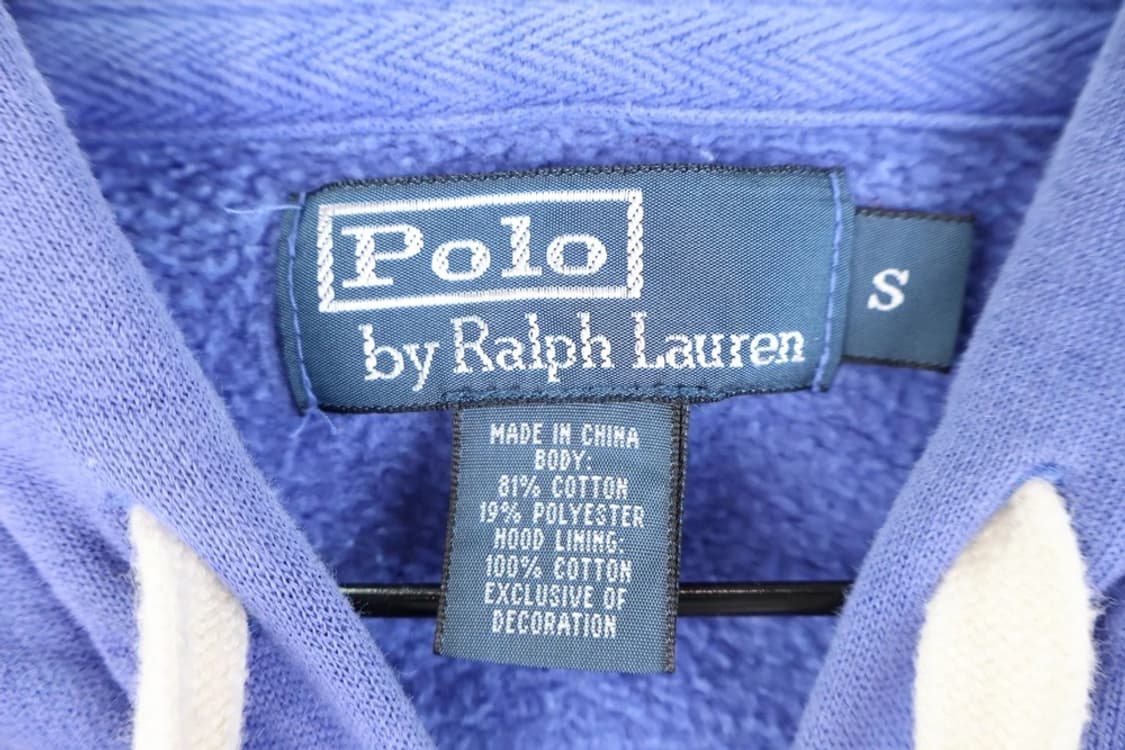 Polo
by Ralph Lauren
S
MADE IN CHINA
BODY:
81% COTTON
19% POLYESTER
HOOD LINING:
100% COTTON
EXCLUSIVE OF
DECORATION